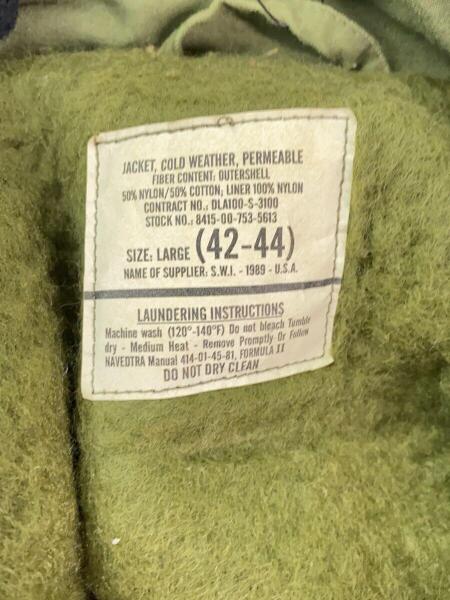 JACKET, COLD WEATHER, PERMEABLE
FIBER CONTENT: OUTERSHELL
50% NYLON/50% COTTON; LINER 100% NYLON
CONTRACT NO.: DLA100-S-3100
STOCK NO.: 8415-00-753-5613
SIZE: LARGE (42-44)
NAME OF SUPPLIER: S.W.I. - 1989 - U.S.A.
LAUNDERING INSTRUCTIONS
Machine wash (120°-140°F) Do not bleach Tumble
dry - Medium Heat - Remove Promptly Or Follow
NAVEDTRA Manual 414-01-45-81, FORMULA II
DO NOT DRY CLEAN